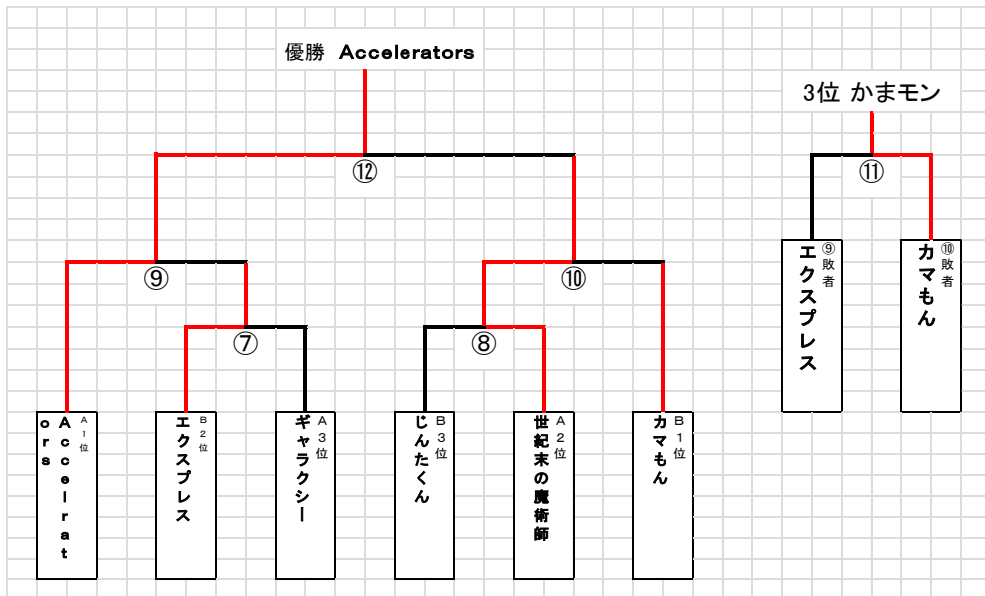 優勝 Accelerators
3位 かまモン
⑫
⑪
⑨敗者
エクスプレス
⑩敗者
カマもん
⑨
⑩
⑦
⑧
A1位
Accelrat
ors
B2位
エクスプレス
A3位
ギャラクシー
B3位
じんたくん
A2位
世紀末の魔術師
B1位
カマもん